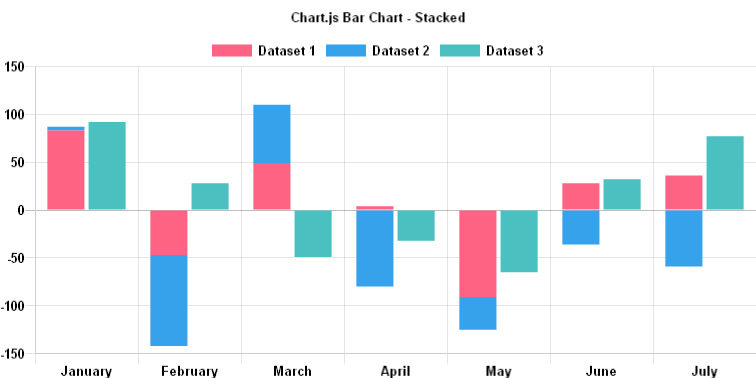 Chart.js Bar Chart - Stacked
Dataset 1 Dataset 2 Dataset 3
150
100
50
0
-50
-100
-150
January February March April May June July